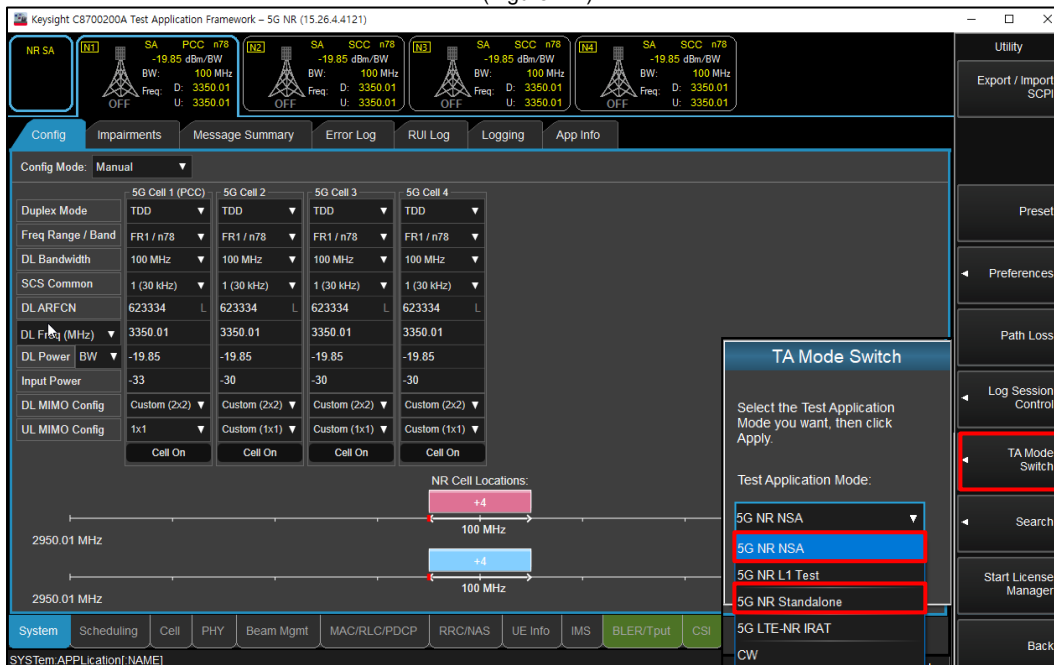 Keysight C8700200A Test Application Framework – 5G NR (15.26.4.4121)
NR SA
N1 SA PCC n78
-19.85 dBm/BW
BW: 100 MHz
Freq: D: 3350.01
OFF U: 3350.01
N2 SA SCC n78
-19.85 dBm/BW
BW: 100 MHz
Freq: D: 3350.01
OFF U: 3350.01
N3 SA SCC n78
-19.85 dBm/BW
BW: 100 MHz
Freq: D: 3350.01
OFF U: 3350.01
N4 SA SCC n78
-19.85 dBm/BW
BW: 100 MHz
Freq: D: 3350.01
OFF U: 3350.01
Config Impairments Message Summary Error Log RUI Log Logging App Info
Config Mode: Manual
5G Cell 1 (PCC) 5G Cell 2 5G Cell 3 5G Cell 4
Duplex Mode TDD TDD TDD TDD
Freq Range / Band FR1 / n78 FR1 / n78 FR1 / n78 FR1 / n78
DL Bandwidth 100 MHz 100 MHz 100 MHz 100 MHz
SCS Common 1 (30 kHz) 1 (30 kHz) 1 (30 kHz) 1 (30 kHz)
DL ARFCN 623334 L 623334 L 623334 L 623334 L
DL Freq (MHz) 3350.01 3350.01 3350.01 3350.01
DL Power BW -19.85 -19.85 -19.85 -19.85
Input Power -33 -30 -30 -30
DL MIMO Config Custom (2x2) Custom (2x2) Custom (2x2) Custom (2x2)
UL MIMO Config 1x1 Custom (1x1) Custom (1x1) Custom (1x1)
Cell On Cell On Cell On Cell On
NR Cell Locations:
+4
100 MHz
2950.01 MHz
+4
100 MHz
2950.01 MHz
System Scheduling Cell PHY Beam Mgmt MAC/RLC/PDCP RRC/NAS UE Info IMS BLER/Tput CSI
SYSTem:APPLication[:NAME]
TA Mode Switch
Select the Test Application
Mode you want, then click
Apply.
Test Application Mode:
5G NR NSA
5G NR NSA
5G NR L1 Test
5G NR Standalone
5G LTE-NR IRAT
CW
Utility
Export / Import
SCPI
Preset
Preferences
Path Loss
Log Session
Control
TA Mode
Switch
Search
Start License
Manager
Back